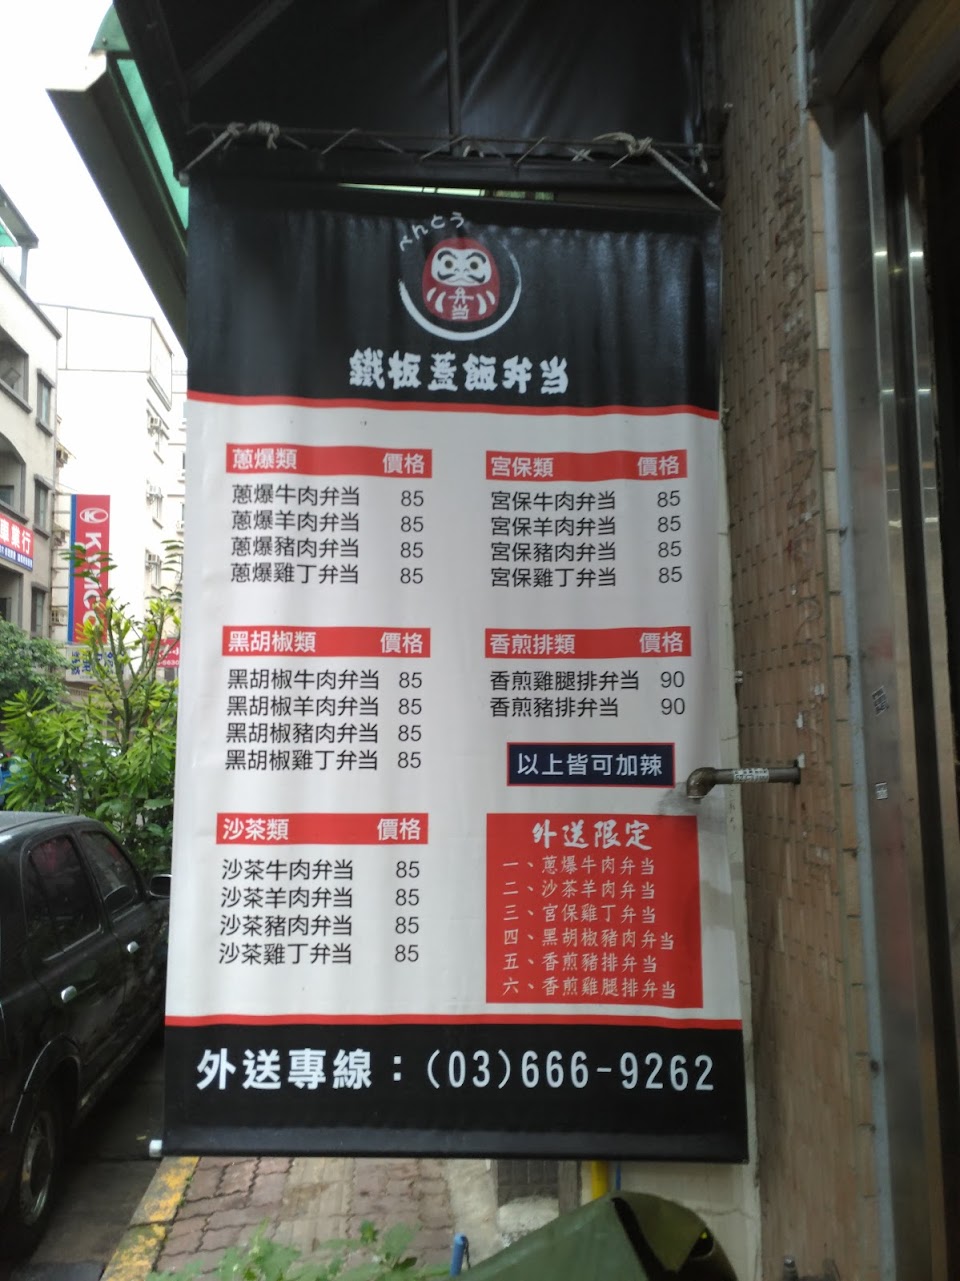 べんとう
弁当
鐵板蓋飯弁当
蔥爆類 價格
蔥爆牛肉弁当 85
蔥爆羊肉弁当 85
蔥爆豬肉弁当 85
蔥爆雞丁弁当 85
宮保類 價格
宮保牛肉弁当 85
宮保羊肉弁当 85
宮保豬肉弁当 85
宮保雞丁弁当 85
黑胡椒類 價格
黑胡椒牛肉弁当 85
黑胡椒羊肉弁当 85
黑胡椒豬肉弁当 85
黑胡椒雞丁弁当 85
香煎排類 價格
香煎雞腿排弁当 90
香煎豬排弁当 90
以上皆可加辣
沙茶類 價格
沙茶牛肉弁当 85
沙茶羊肉弁当 85
沙茶豬肉弁当 85
沙茶雞丁弁当 85
外送限定
一、蔥爆牛肉弁当
二、沙茶羊肉弁当
三、宮保雞丁弁当
四、黑胡椒豬肉弁当
五、香煎豬排弁当
六、香煎雞腿排弁当
外送專線：(03)666-9262
KYMCO
車業行